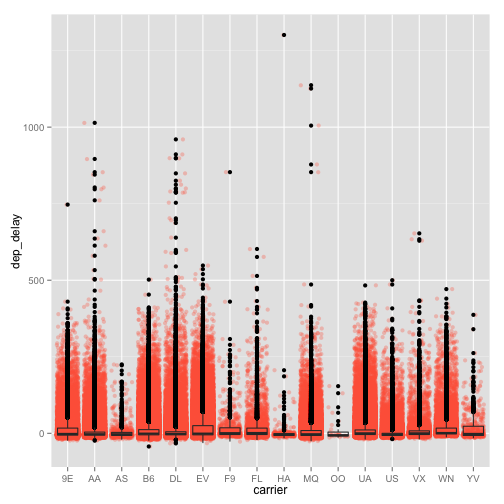 dep_delay
1000
500
0
9E AA AS B6 DL EV F9 FL HA MQ OO UA US VX WN YV
carrier